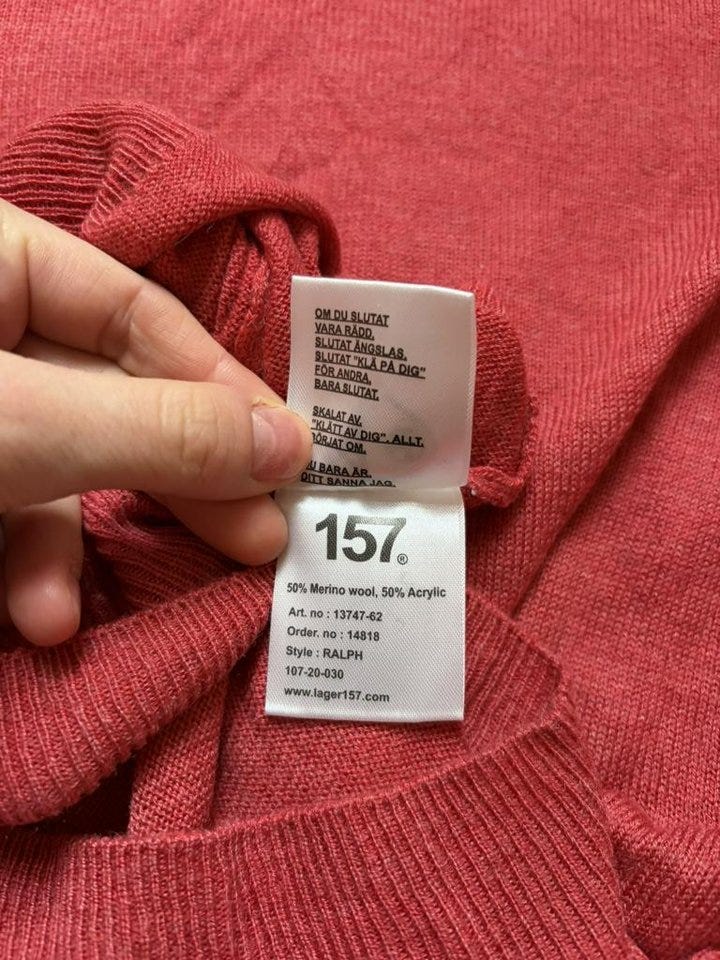 OM DU SLUTAT
VARA RÄDD,
SLUTAT ÄNGSLAS,
SLUTAT "KLÄ PÅ DIG"
FÖR ANDRA,
BARA SLUTAT.
SKALAT AV,
"KLÄTT AV DIG", ALLT.
BÖRJAT OM.
DU BARA ÄR.
DITT SANNA JAG.
157®
50% Merino wool, 50% Acrylic
Art. no : 13747-62
Order. no : 14818
Style : RALPH
107-20-030
www.lager157.com